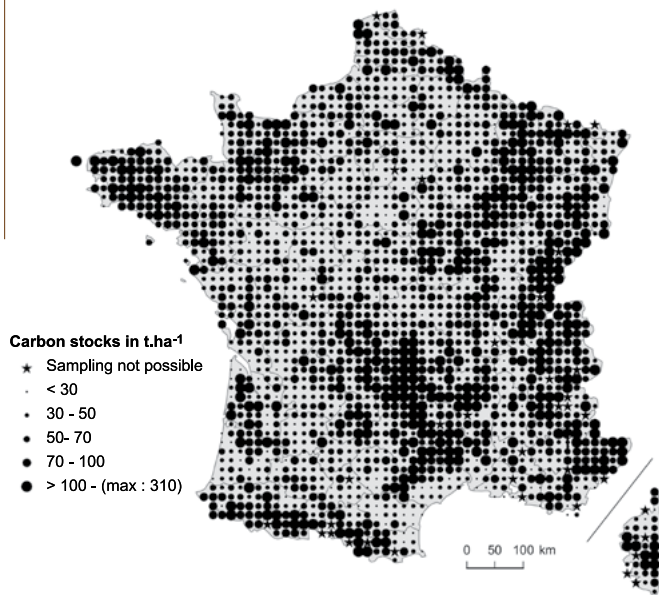 Carbon stocks in t.ha-1
Sampling not possible
< 30
30 - 50
50- 70
70 - 100
> 100 - (max : 310)
0 50 100 km